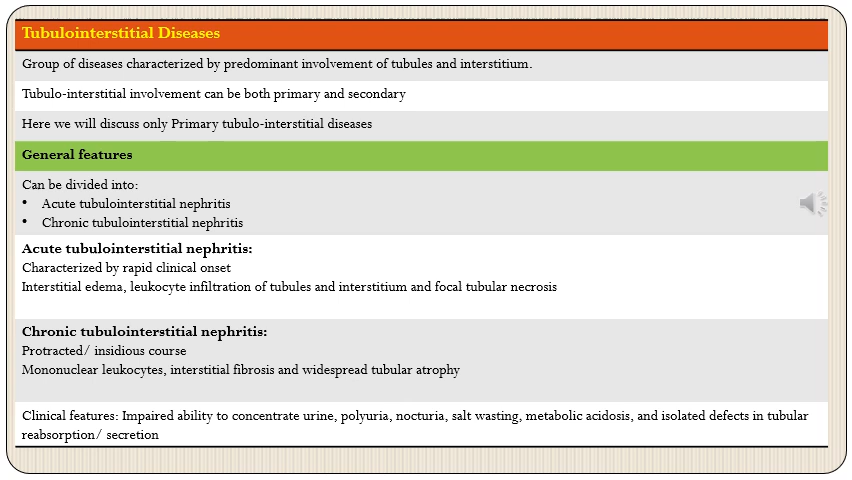 Tubulointerstitial Diseases
Group of diseases characterized by predominant involvement of tubules and interstitium.
Tubulo-interstitial involvement can be both primary and secondary
Here we will discuss only Primary tubulo-interstitial diseases
General features
Can be divided into:
• Acute tubulointerstitial nephritis
• Chronic tubulointerstitial nephritis
Acute tubulointerstitial nephritis:
Characterized by rapid clinical onset
Interstitial edema, leukocyte infiltration of tubules and interstitium and focal tubular necrosis
Chronic tubulointerstitial nephritis:
Protracted/ insidious course
Mononuclear leukocytes, interstitial fibrosis and widespread tubular atrophy
Clinical features: Impaired ability to concentrate urine, polyuria, nocturia, salt wasting, metabolic acidosis, and isolated defects in tubular
reabsorption/ secretion